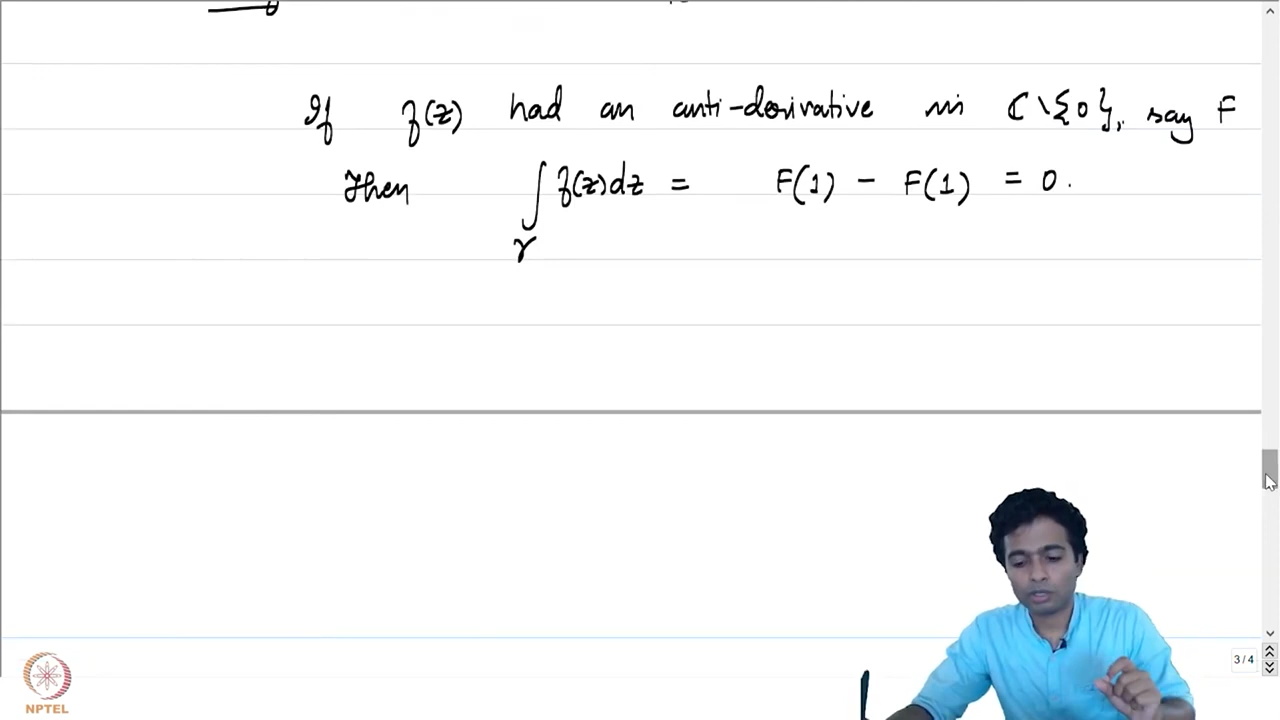 If f(z) had an anti-derivative in ℂ\{0}, say F
Then ∫_γ f(z)dz = F(1) - F(1) = 0.
3 / 4
NPTEL